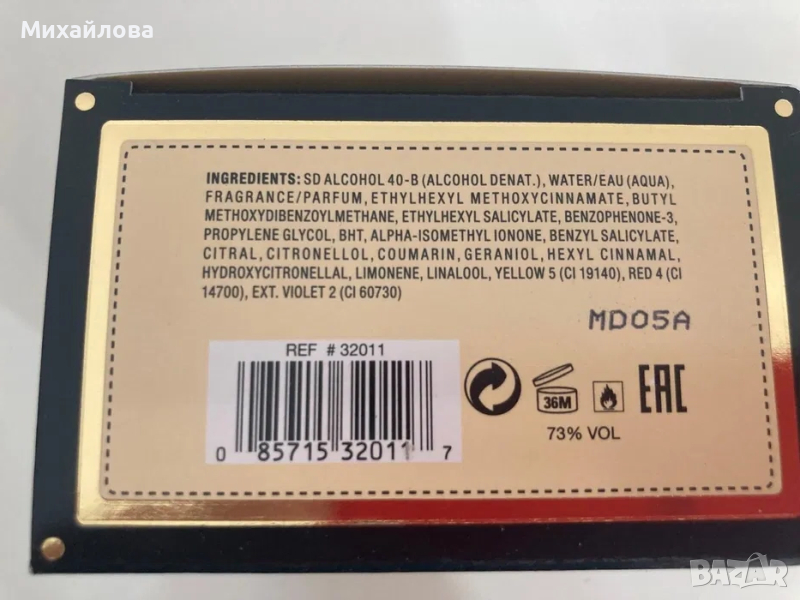 Михайлова
INGREDIENTS: SD ALCOHOL 40-B (ALCOHOL DENAT.), WATER/EAU (AQUA),
FRAGRANCE/PARFUM, ETHYLHEXYL METHOXYCINNAMATE, BUTYL
METHOXYDIBENZOYLMETHANE, ETHYLHEXYL SALICYLATE, BENZOPHENONE-3,
PROPYLENE GLYCOL, BHT, ALPHA-ISOMETHYL IONONE, BENZYL SALICYLATE,
CITRAL, CITRONELLOL, COUMARIN, GERANIOL, HEXYL CINNAMAL,
HYDROXYCITRONELLAL, LIMONENE, LINALOOL, YELLOW 5 (CI 19140), RED 4 (CI
14700), EXT. VIOLET 2 (CI 60730)
MD05A
REF # 32011
0 85715 32011 7
36M
EAC
73% VOL
BAZAR